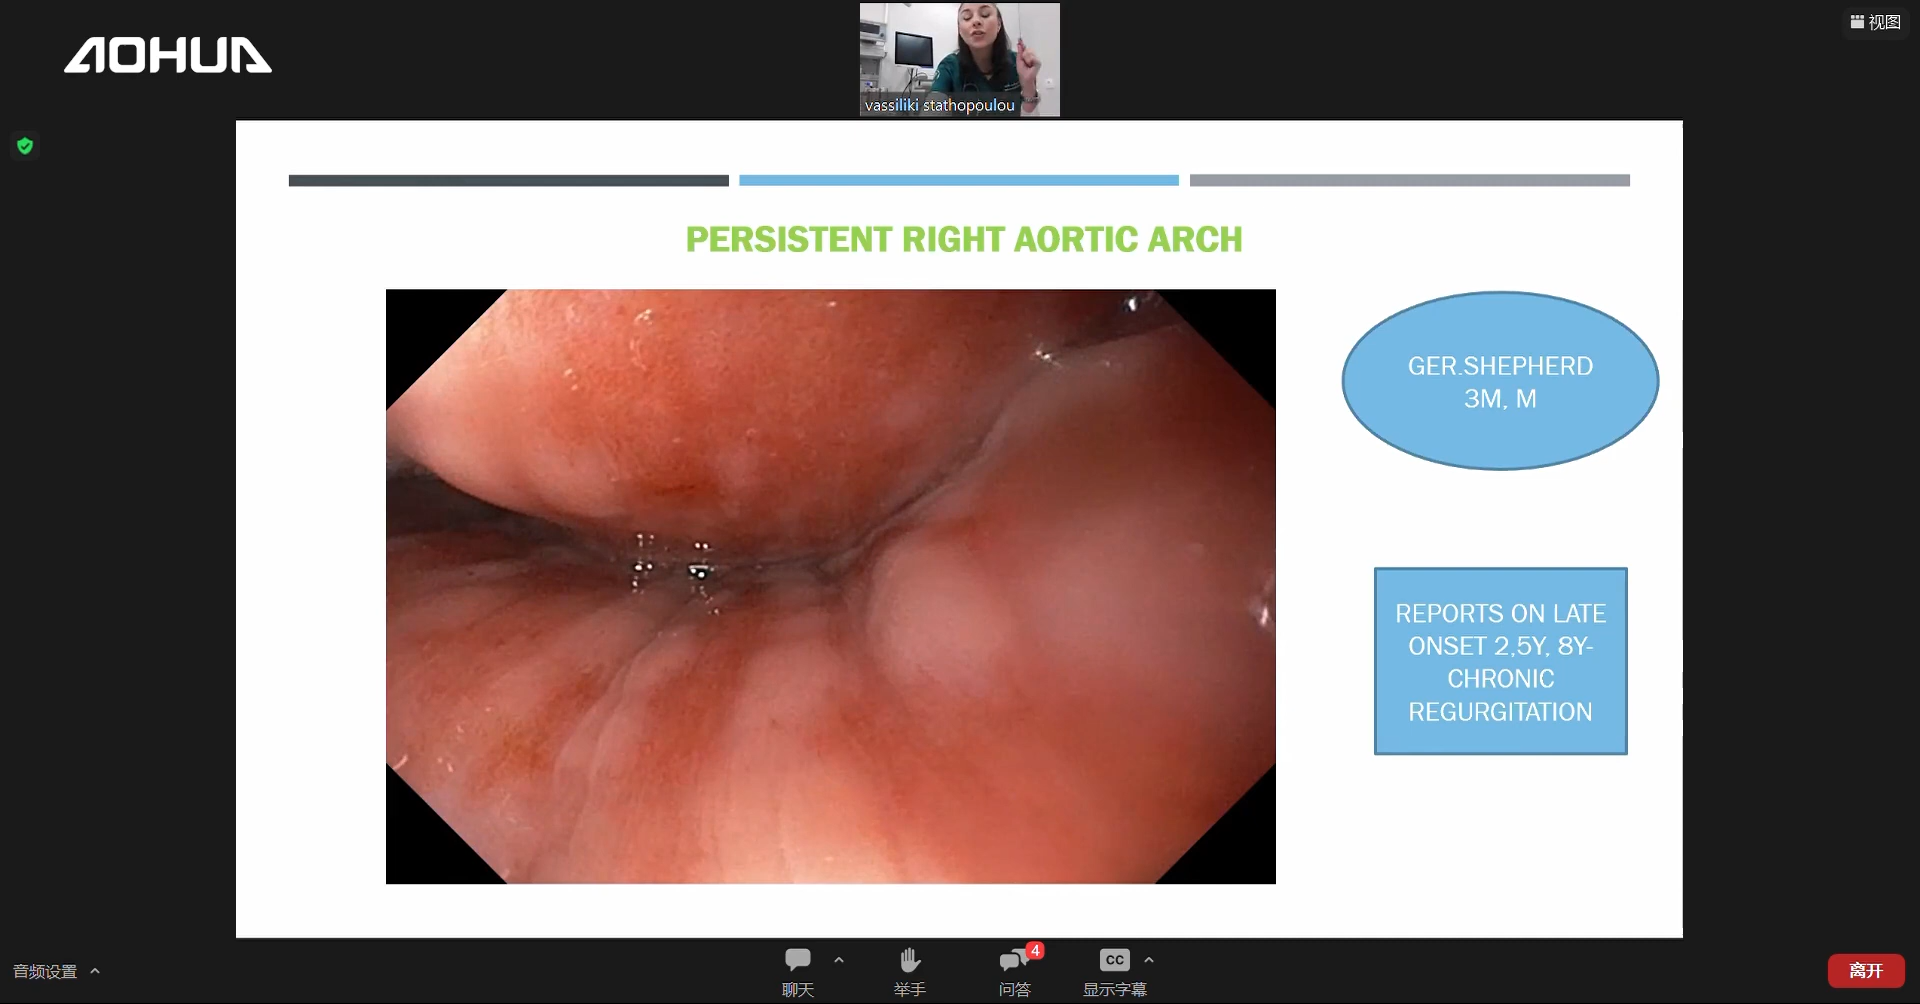 AOHUA
vassiliki stathopoulou
视图
PERSISTENT RIGHT AORTIC ARCH
GER.SHEPHERD
3M, M
REPORTS ON LATE
ONSET 2,5Y, 8Y-
CHRONIC
REGURGITATION
音频设置
聊天
举手
4
问答
CC
显示字幕
离开